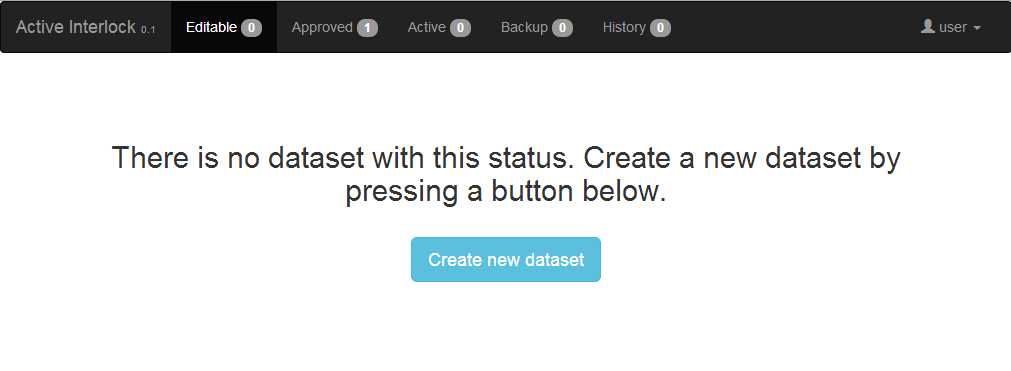 Active Interlock 0.1 Editable 0 Approved 1 Active 0 Backup 0 History 0 user
There is no dataset with this status. Create a new dataset by
pressing a button below.
Create new dataset